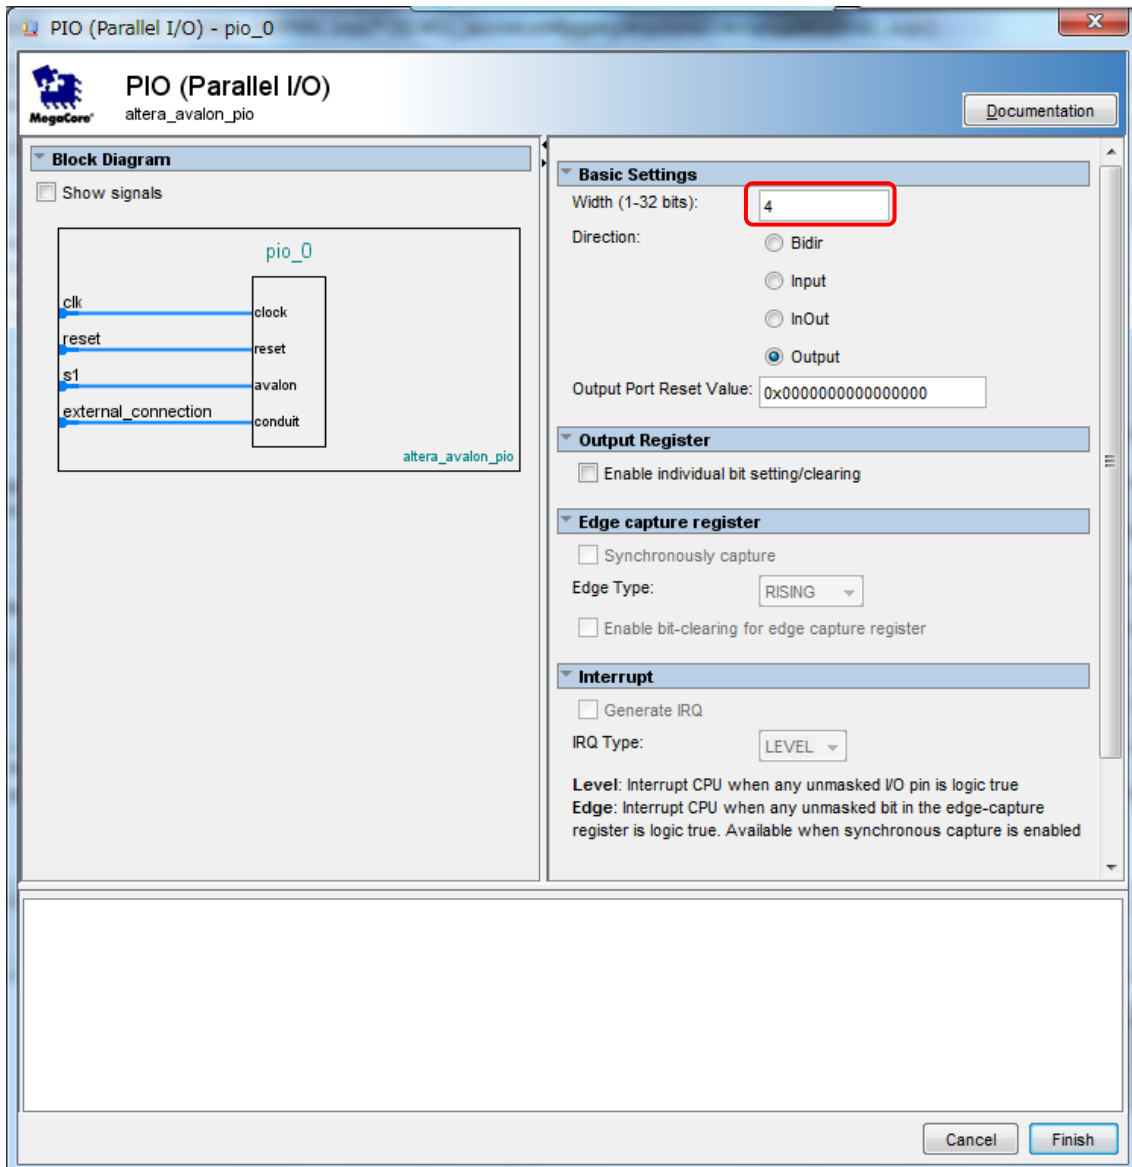 PIO (Parallel I/O) - pio_0
PIO (Parallel I/O)
altera_avalon_pio
MegaCore®
Documentation
Block Diagram
Show signals
pio_0
clk
clock
reset
reset
s1
avalon
external_connection
conduit
altera_avalon_pio
Basic Settings
Width (1-32 bits): 4
Direction:
Bidir
Input
InOut
Output
Output Port Reset Value: 0x0000000000000000
Output Register
Enable individual bit setting/clearing
Edge capture register
Synchronously capture
Edge Type: RISING
Enable bit-clearing for edge capture register
Interrupt
Generate IRQ
IRQ Type: LEVEL
Level: Interrupt CPU when any unmasked I/O pin is logic true
Edge: Interrupt CPU when any unmasked bit in the edge-capture
register is logic true. Available when synchronous capture is enabled
Cancel
Finish